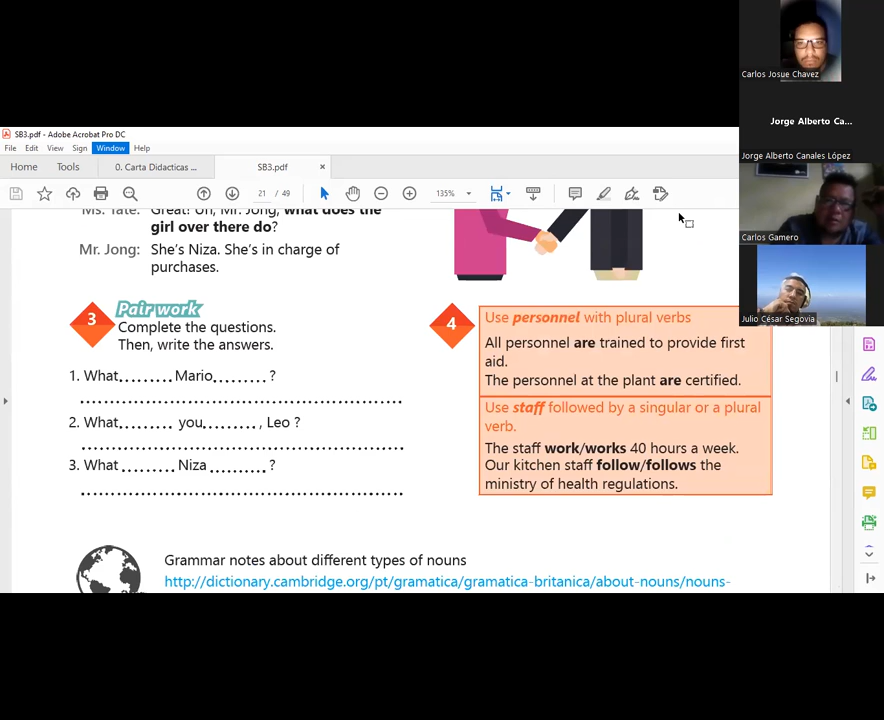 SB3.pdf - Adobe Acrobat Pro DC
File Edit View Sign Window Help
Home Tools 0. Carta Didacticas ... SB3.pdf ×
21 / 49 135%
Ms. Tate: Great! Uh, Mr. Jong, what does the
girl over there do?
Mr. Jong: She's Niza. She's in charge of
purchases.
3 Pair work
Complete the questions.
Then, write the answers.
1. What.........Mario.........?
2. What......... you........., Leo ?
3. What ......... Niza .........?
4
Use personnel with plural verbs
All personnel are trained to provide first
aid.
The personnel at the plant are certified.
Use staff followed by a singular or a plural
verb.
The staff work/works 40 hours a week.
Our kitchen staff follow/follows the
ministry of health regulations.
Grammar notes about different types of nouns
http://dictionary.cambridge.org/pt/gramatica/gramatica-britanica/about-nouns/nouns-
Carlos Josue Chavez
Jorge Alberto Ca...
Jorge Alberto Canales López
Carlos Gamero
Julio César Segovia